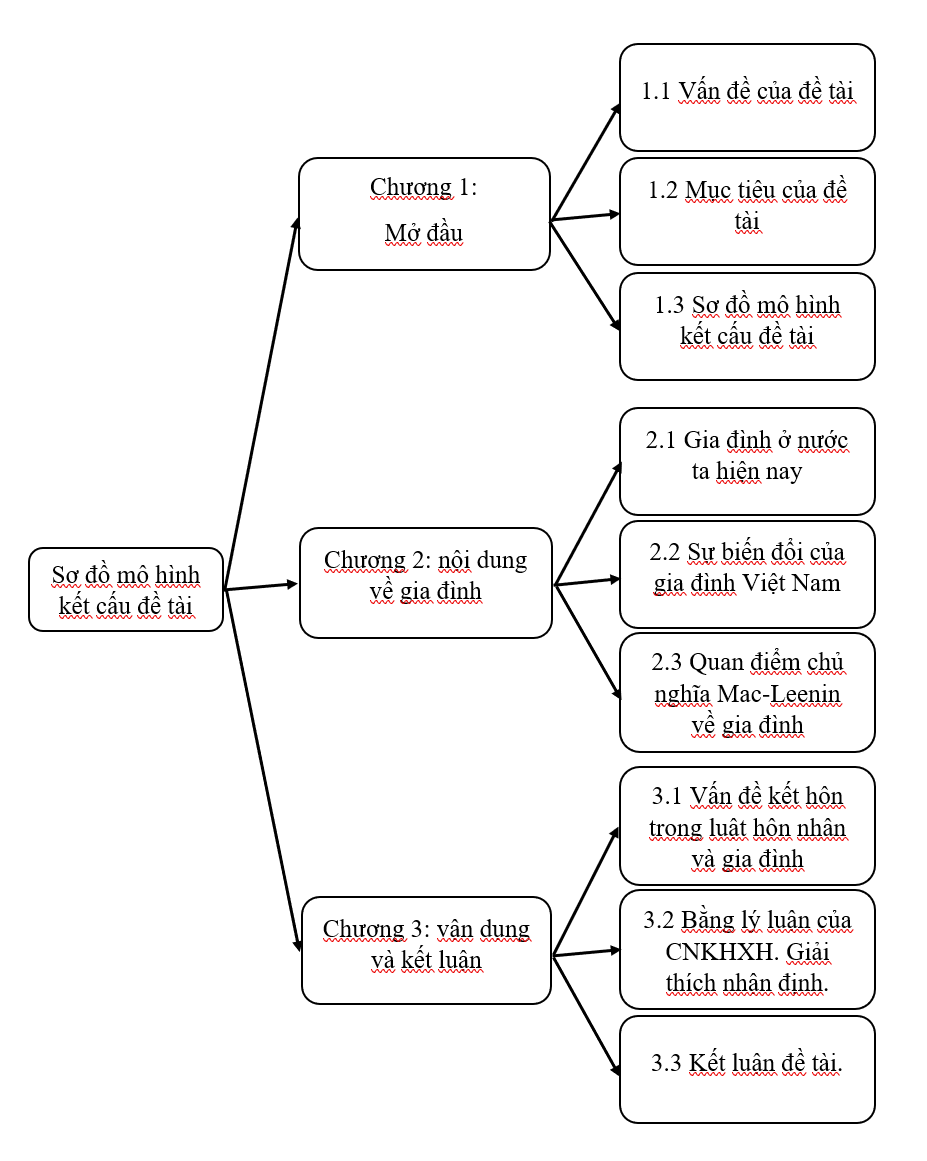 Sơ đồ mô hình
kết cấu đề tài
Chương 1:
Mở đầu
1.1 Vấn đề của đề tài
1.2 Mục tiêu của đề
tài
1.3 Sơ đồ mô hình
kết cấu đề tài
Chương 2: nội dung
về gia đình
2.1 Gia đình ở nước
ta hiện nay
2.2 Sự biến đổi của
gia đình Việt Nam
2.3 Quan điểm chủ
nghĩa Mac-Leenin
về gia đình
Chương 3: vận dụng
và kết luận
3.1 Vấn đề kết hôn
trong luật hôn nhân
và gia đình
3.2 Bằng lý luận của
CNKHXH. Giải
thích nhận định.
3.3 Kết luận đề tài.